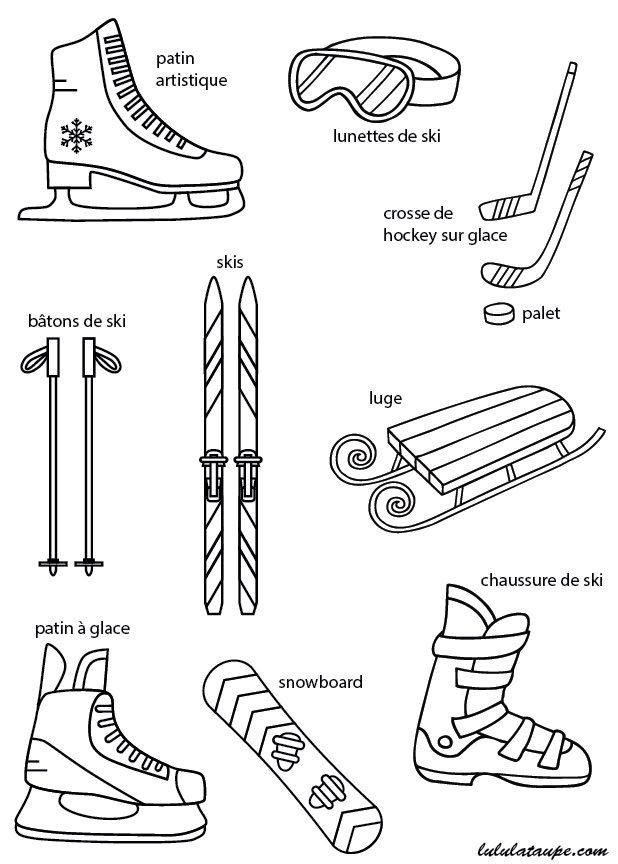 patin
artistique
lunettes de ski
crosse de
hockey sur glace
palet
skis
bâtons de ski
luge
chaussure de ski
patin à glace
snowboard
lululataupe.com